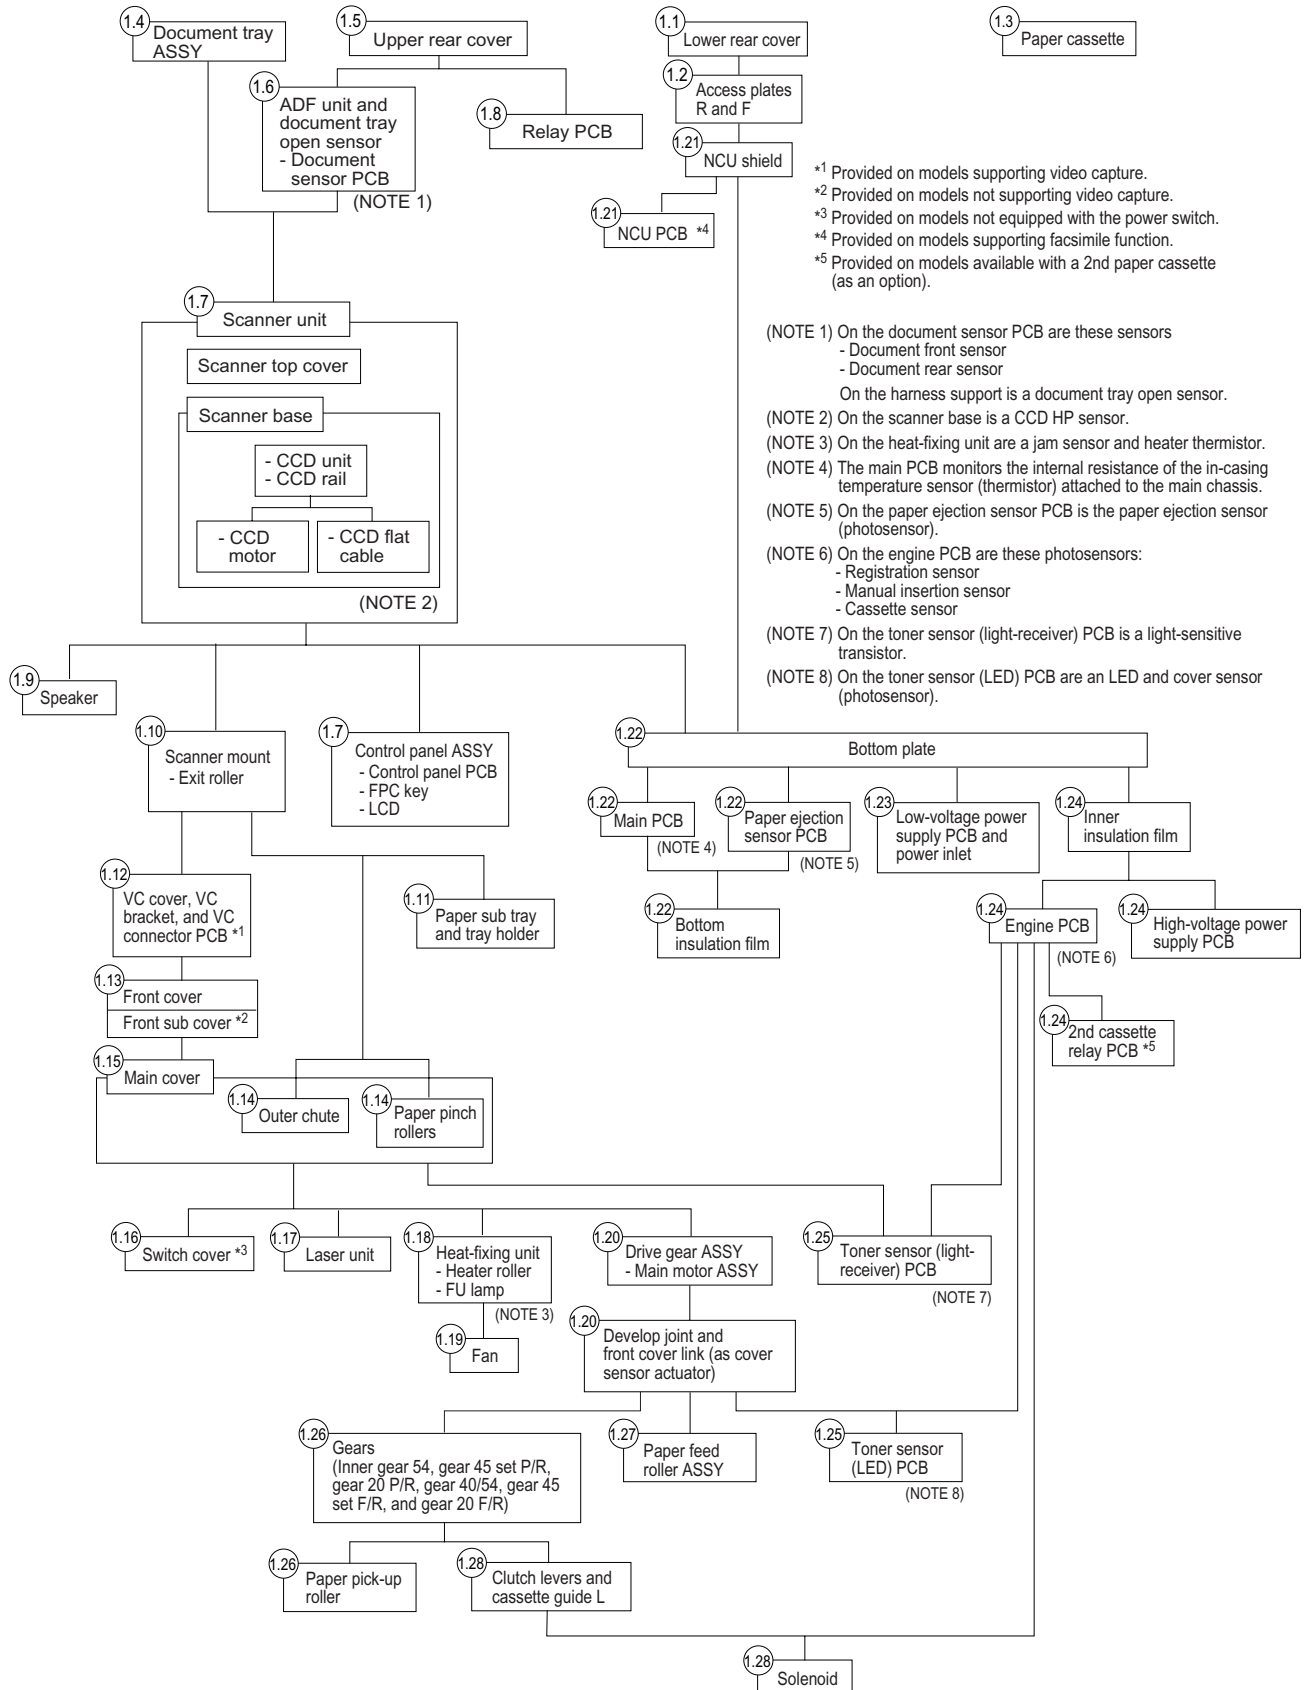 1.4
Document tray
ASSY
1.5
Upper rear cover
1.1
Lower rear cover
1.3
Paper cassette
1.6
ADF unit and
document tray
open sensor
- Document
sensor PCB
(NOTE 1)
1.8
Relay PCB
1.2
Access plates
R and F
1.21
NCU shield
1.21
NCU PCB *4
*1 Provided on models supporting video capture.
*2 Provided on models not supporting video capture.
*3 Provided on models not equipped with the power switch.
*4 Provided on models supporting facsimile function.
*5 Provided on models available with a 2nd paper cassette
(as an option).
(NOTE 1) On the document sensor PCB are these sensors
- Document front sensor
- Document rear sensor
On the harness support is a document tray open sensor.
(NOTE 2) On the scanner base is a CCD HP sensor.
(NOTE 3) On the heat-fixing unit are a jam sensor and heater thermistor.
(NOTE 4) The main PCB monitors the internal resistance of the in-casing
temperature sensor (thermistor) attached to the main chassis.
(NOTE 5) On the paper ejection sensor PCB is the paper ejection sensor
(photosensor).
(NOTE 6) On the engine PCB are these photosensors:
- Registration sensor
- Manual insertion sensor
- Cassette sensor
(NOTE 7) On the toner sensor (light-receiver) PCB is a light-sensitive
transistor.
(NOTE 8) On the toner sensor (LED) PCB are an LED and cover sensor
(photosensor).
1.7
Scanner unit
Scanner top cover
Scanner base
- CCD unit
- CCD rail
- CCD
motor
- CCD flat
cable
(NOTE 2)
1.9
Speaker
1.10
Scanner mount
- Exit roller
1.7
Control panel ASSY
- Control panel PCB
- FPC key
- LCD
1.22
Bottom plate
1.22
Main PCB
(NOTE 4)
1.22
Paper ejection
sensor PCB
(NOTE 5)
1.23
Low-voltage power
supply PCB and
power inlet
1.24
Inner
insulation film
1.12
VC cover, VC
bracket, and VC
connector PCB *1
1.11
Paper sub tray
and tray holder
1.22
Bottom
insulation film
1.24
Engine PCB
(NOTE 6)
1.24
High-voltage power
supply PCB
1.13
Front cover
Front sub cover *2
1.24
2nd cassette
relay PCB *5
1.15
Main cover
1.14
Outer chute
1.14
Paper pinch
rollers
1.16
Switch cover *3
1.17
Laser unit
1.18
Heat-fixing unit
- Heater roller
- FU lamp
(NOTE 3)
1.20
Drive gear ASSY
- Main motor ASSY
1.25
Toner sensor (light-
receiver) PCB
(NOTE 7)
1.19
Fan
1.20
Develop joint and
front cover link (as cover
sensor actuator)
1.26
Gears
(Inner gear 54, gear 45 set P/R,
gear 20 P/R, gear 40/54, gear 45
set F/R, and gear 20 F/R)
1.27
Paper feed
roller ASSY
1.25
Toner sensor
(LED) PCB
(NOTE 8)
1.26
Paper pick-up
roller
1.28
Clutch levers and
cassette guide L
1.28
Solenoid